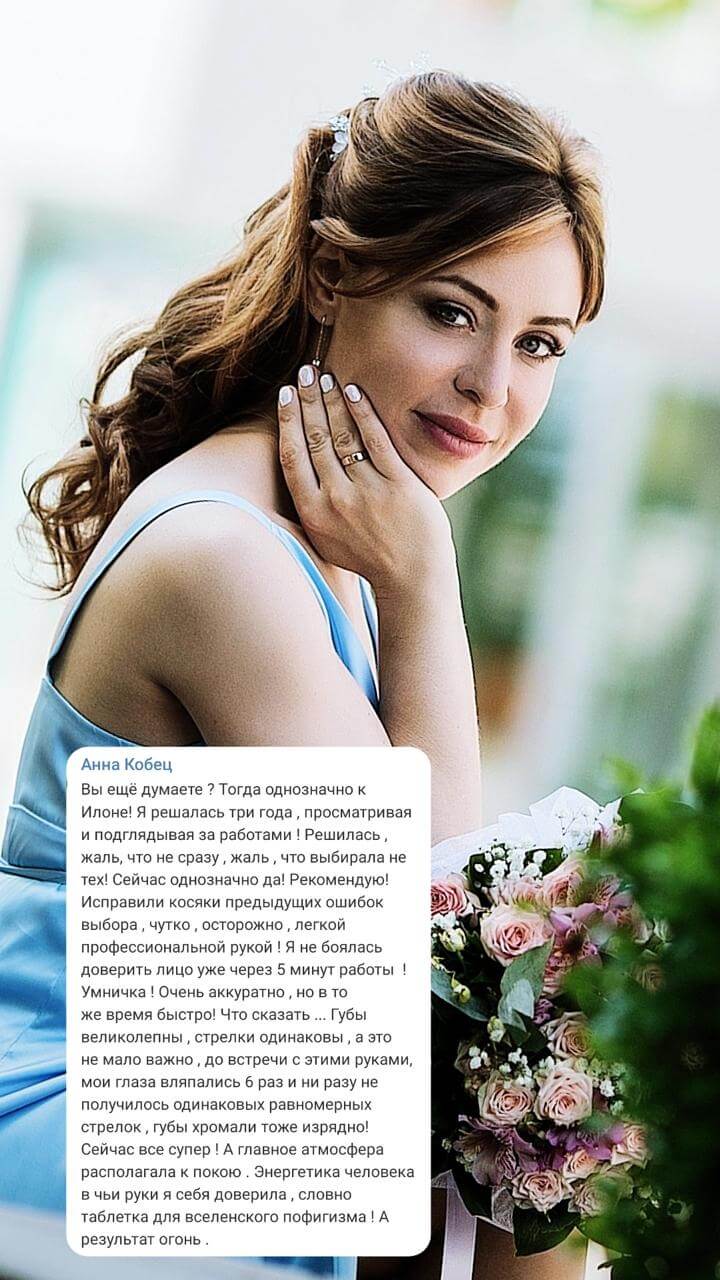 Анна Кобец
Вы ещё думаете ? Тогда однозначно к
Илоне! Я решалась три года , просматривая
и подглядывая за работами ! Решилась ,
жаль, что не сразу , жаль , что выбирала не
тех! Сейчас однозначно да! Рекомендую!
Исправили косяки предыдущих ошибок
выбора , чутко , осторожно , легкой
профессиональной рукой ! Я не боялась
доверить лицо уже через 5 минут работы !
Умничка ! Очень аккуратно , но в то
же время быстро! Что сказать ... Губы
великолепны , стрелки одинаковы , а это
не мало важно , до встречи с этими руками,
мои глаза вляпались 6 раз и ни разу не
получилось одинаковых равномерных
стрелок , губы хромали тоже изрядно!
Сейчас все супер ! А главное атмосфера
располагала к покою . Энергетика человека
в чьи руки я себя доверила , словно
таблетка для вселенского пофигизма ! А
результат огонь .